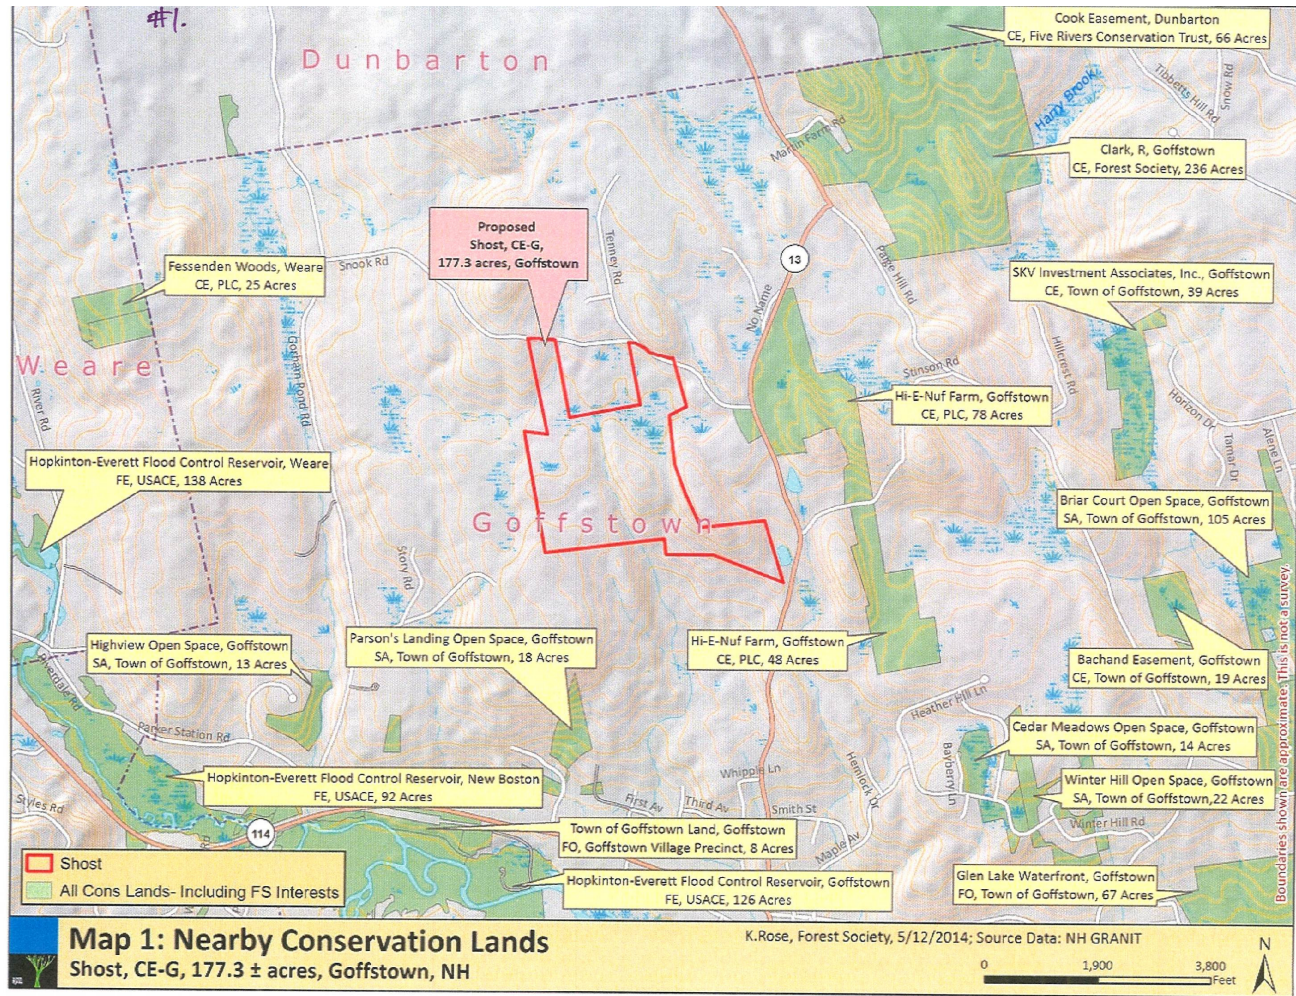 #1.
Dunbarton
Cook Easement, Dunbarton
CE, Five Rivers Conservation Trust, 66 Acres
Tibbetts Hill Rd
Snow Rd
Harry Brook
Martin Farm Rd
Clark, R, Goffstown
CE, Forest Society, 236 Acres
Proposed
Shost, CE-G,
177.3 acres, Goffstown
Tenney Rd
Snook Rd
13
Paige Hill Rd
No Name
Fessenden Woods, Weare
CE, PLC, 25 Acres
SKV Investment Associates, Inc., Goffstown
CE, Town of Goffstown, 39 Acres
Weare
Gorham Pond Rd
River Rd
Hillcrest Rd
Stinson Rd
Hi-E-Nuf Farm, Goffstown
CE, PLC, 78 Acres
Horizon Dr
Tamar Dr
Alene Ln
Hopkinton-Everett Flood Control Reservoir, Weare
FE, USACE, 138 Acres
Briar Court Open Space, Goffstown
SA, Town of Goffstown, 105 Acres
Goffstown
Story Rd
Highview Open Space, Goffstown
SA, Town of Goffstown, 13 Acres
Parson's Landing Open Space, Goffstown
SA, Town of Goffstown, 18 Acres
Hi-E-Nuf Farm, Goffstown
CE, PLC, 48 Acres
Bachand Easement, Goffstown
CE, Town of Goffstown, 19 Acres
Riverdale Rd
Parker Station Rd
Heather Hill Ln
Bayberry Ln
Cedar Meadows Open Space, Goffstown
SA, Town of Goffstown, 14 Acres
Hopkinton-Everett Flood Control Reservoir, New Boston
FE, USACE, 92 Acres
Whipple Ln
Hemlock Dr
Winter Hill Open Space, Goffstown
SA, Town of Goffstown,22 Acres
Styles Rd
First Av
Third Av
Smith St
Maple Av
Winter Hill Rd
114
Town of Goffstown Land, Goffstown
FO, Goffstown Village Precinct, 8 Acres
Hopkinton-Everett Flood Control Reservoir, Goffstown
FE, USACE, 126 Acres
Glen Lake Waterfront, Goffstown
FO, Town of Goffstown, 67 Acres
Boundaries shown are approximate. This is not a survey.
Shost
All Cons Lands- Including FS Interests
Map 1: Nearby Conservation Lands
Shost, CE-G, 177.3 ± acres, Goffstown, NH
K.Rose, Forest Society, 5/12/2014; Source Data: NH GRANIT
0 1,900 3,800
Feet
N